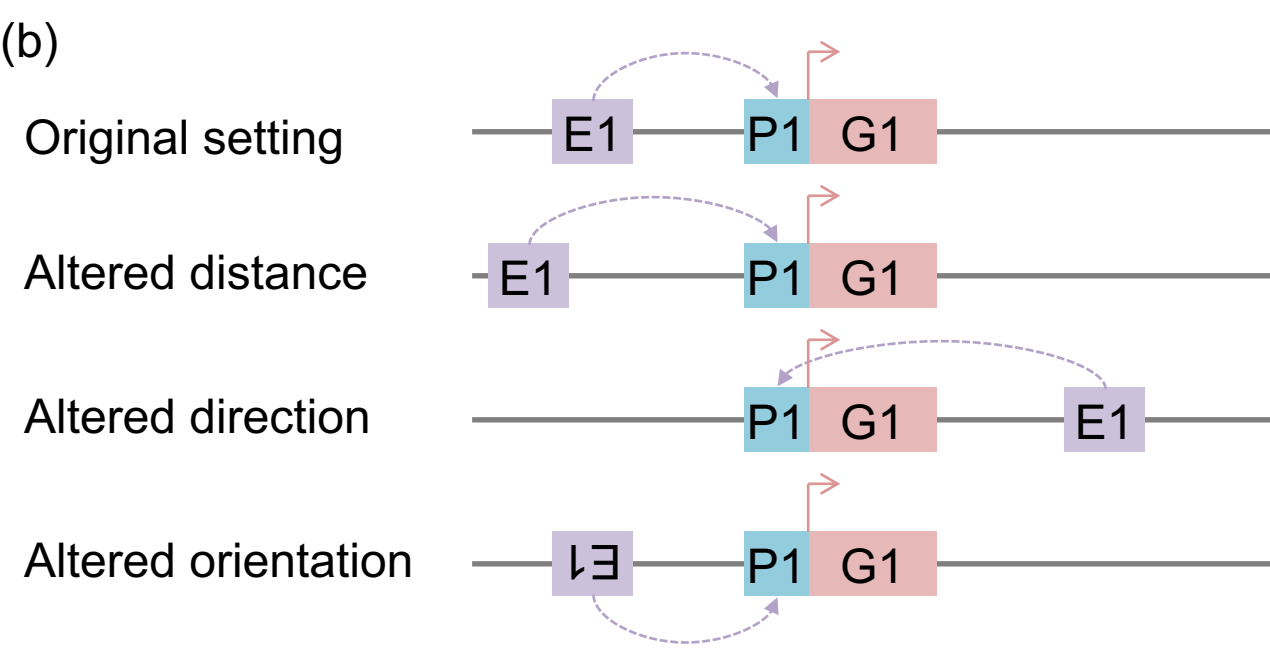 (b)
Original setting E1 P1 G1
Altered distance E1 P1 G1
Altered direction P1 G1 E1
Altered orientation E1 P1 G1